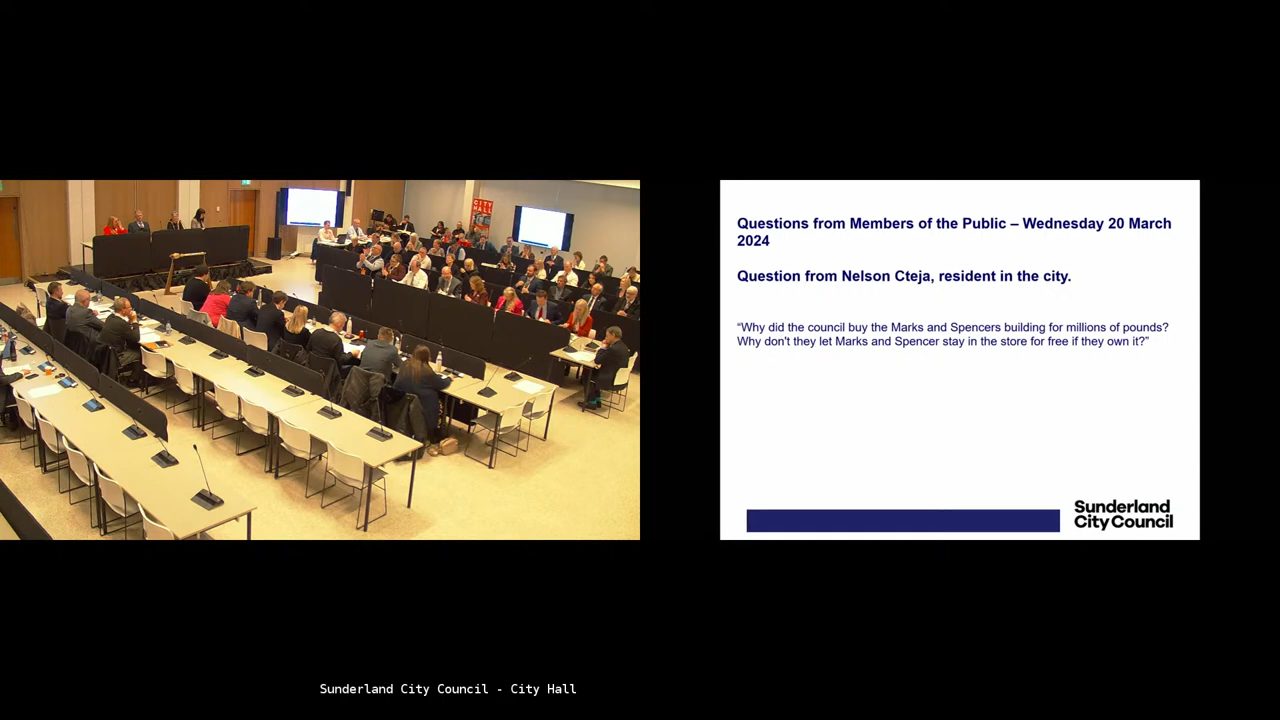 CITY
HALL
Questions from Members of the Public – Wednesday 20 March
2024
Question from Nelson Cteja, resident in the city.
“Why did the council buy the Marks and Spencers building for millions of pounds?
Why don't they let Marks and Spencer stay in the store for free if they own it?”
Sunderland
City Council
Sunderland City Council - City Hall